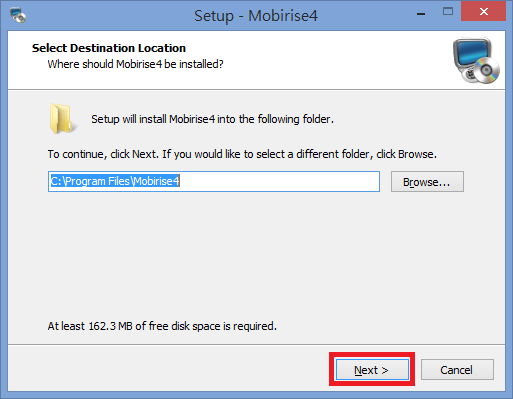 Setup - Mobirise4
Select Destination Location
Where should Mobirise4 be installed?
Setup will install Mobirise4 into the following folder.
To continue, click Next. If you would like to select a different folder, click Browse.
C:\Program Files\Mobirise4
Browse...
At least 162.3 MB of free disk space is required.
Next >
Cancel